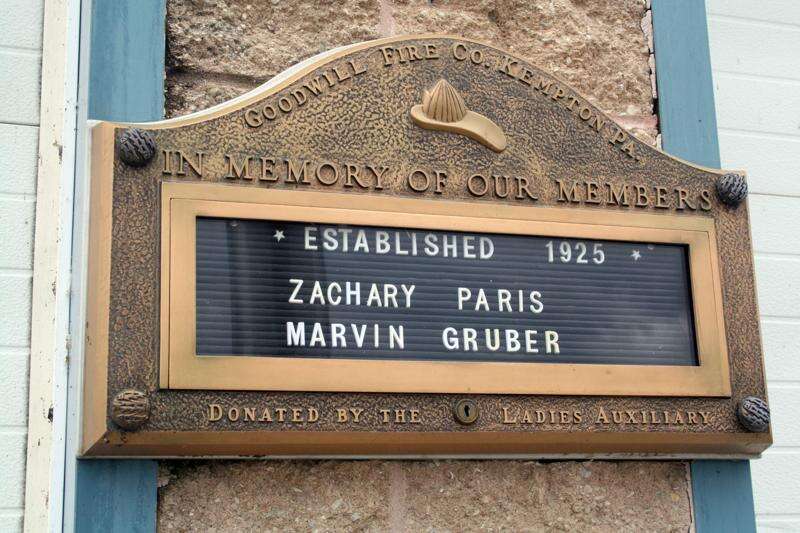 GOODWILL FIRE CO. KEMPTON PA.
IN MEMORY OF OUR MEMBERS
★ ESTABLISHED 1925 ★
ZACHARY PARIS
MARVIN GRUBER
DONATED BY THE LADIES AUXILIARY